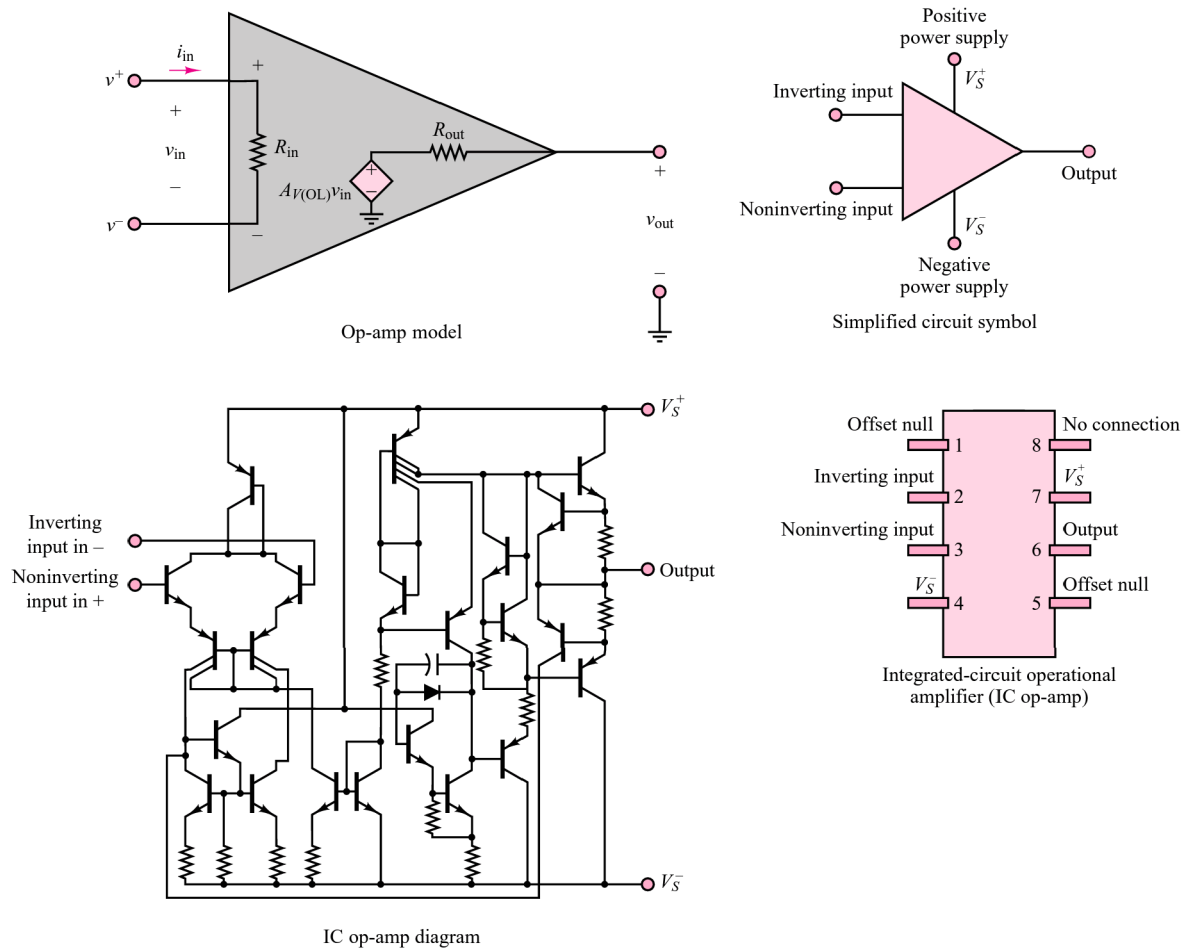 i_in
v⁺
+
+
v_in
R_in
−
v⁻
−
R_out
+
−
A_V(OL)v_in
+
v_out
−
Op-amp model
Positive
power supply
V_S⁺
Inverting input
Noninverting input
Output
V_S⁻
Negative
power supply
Simplified circuit symbol
V_S⁺
Inverting
input in –
Noninverting
input in +
Output
V_S⁻
IC op-amp diagram
Offset null
1
8
No connection
Inverting input
2
7
V_S⁺
Noninverting input
3
6
Output
V_S⁻
4
5
Offset null
Integrated-circuit operational
amplifier (IC op-amp)